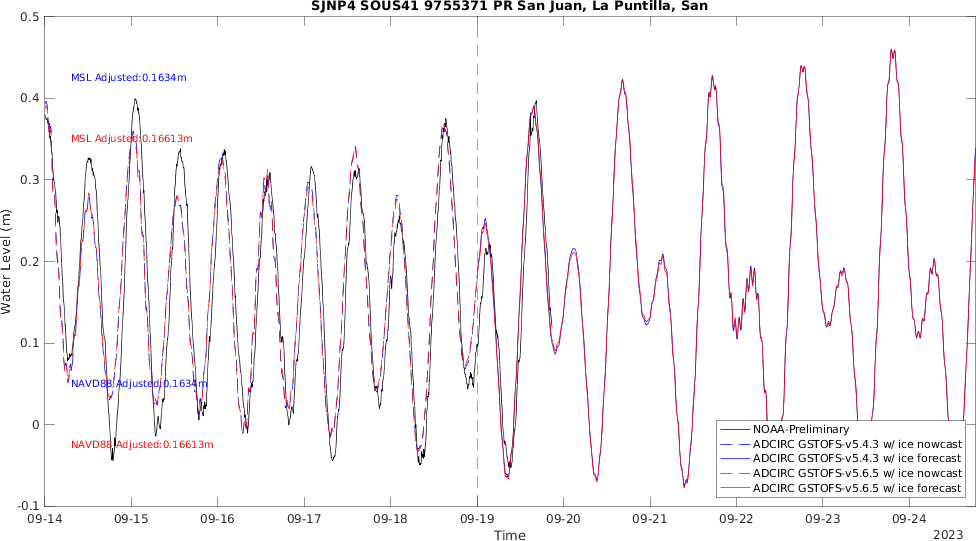 SJNP4 SOUS41 9755371 PR San Juan, La Puntilla, San
0.5
0.4
0.3
0.2
0.1
0
-0.1
Water Level (m)
MSL Adjusted:0.1634m
MSL Adjusted:0.16613m
NAVD88 Adjusted:0.1634m
NAVD88 Adjusted:0.16613m
NOAA-Preliminary
ADCIRC GSTOFS-v5.4.3 w/ ice nowcast
ADCIRC GSTOFS-v5.4.3 w/ ice forecast
ADCIRC GSTOFS-v5.6.5 w/ ice nowcast
ADCIRC GSTOFS-v5.6.5 w/ ice forecast
09-14 09-15 09-16 09-17 09-18 09-19 09-20 09-21 09-22 09-23 09-24
Time
2023